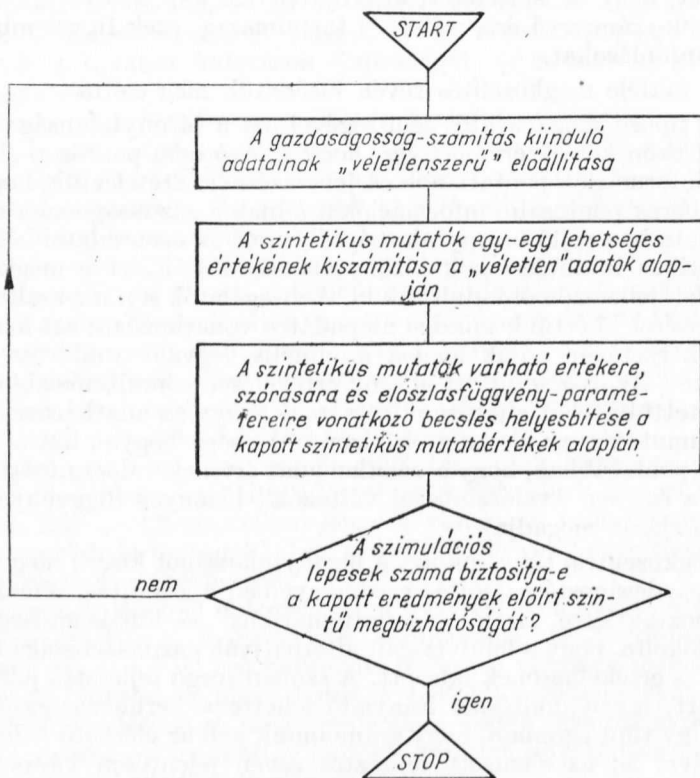 START
A gazdaságosság-számítás kiinduló
adatainak „véletlenszerű" előállítása
A szintetikus mutatók egy-egy lehetséges
értékének kiszámítása a „véletlen" adatok alap-
ján
A szintetikus mutaták várható értekere,
szórására és eloszlásfüggvény-paramé-
tereire vonatkozó becslés helyesbítése a
kapott szintetikus mutatóértékek alapján
A szimulációs
lépések száma biztosítja-e
a kapott eredmények előírt szin-
tű megbízhatóságát?
nem
igen
STOP